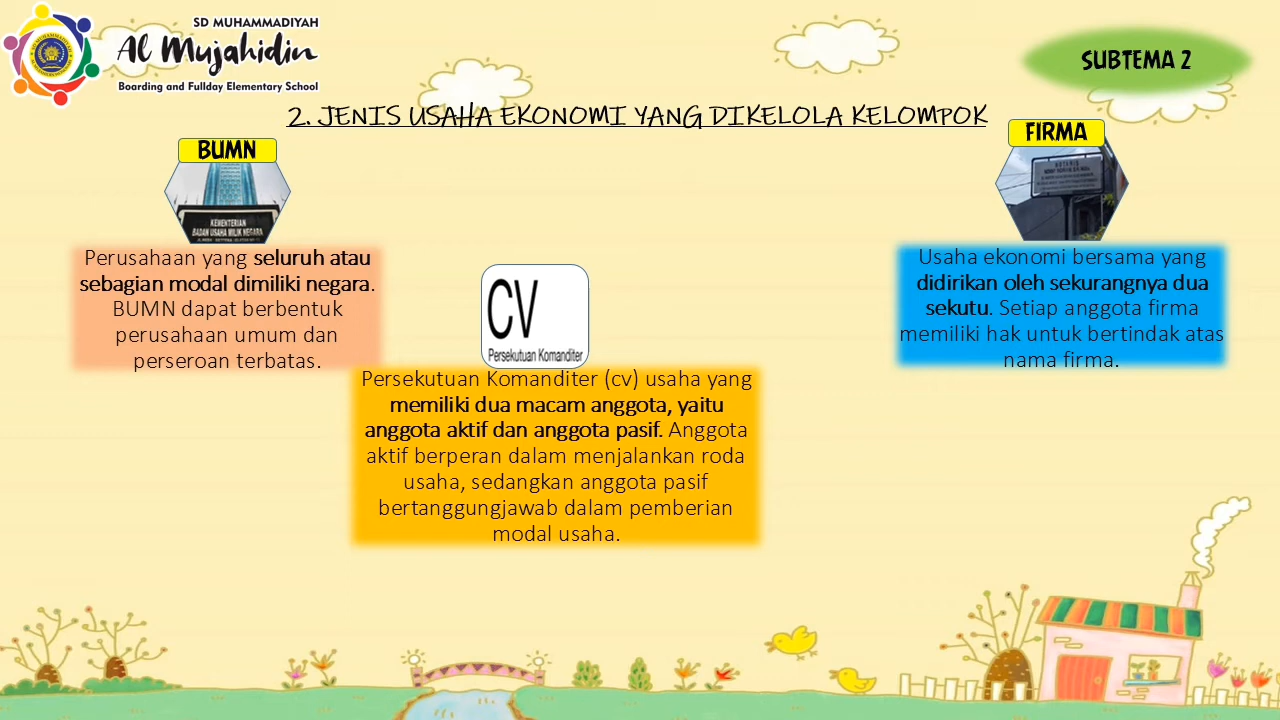 SD MUHAMMADIYAH
Al Mujahidin
Boarding and Fullday Elementary School
SUBTEMA 2
2. JENIS USAHA EKONOMI YANG DIKELOLA KELOMPOK
BUMN
KEMENTERIAN
BADAN USAHA MILIK NEGARA
Perusahaan yang seluruh atau
sebagian modal dimiliki negara.
BUMN dapat berbentuk
perusahaan umum dan
perseroan terbatas.
CV
Persekutuan Komanditer
Persekutuan Komanditer (cv) usaha yang
memiliki dua macam anggota, yaitu
anggota aktif dan anggota pasif. Anggota
aktif berperan dalam menjalankan roda
usaha, sedangkan anggota pasif
bertanggungjawab dalam pemberian
modal usaha.
FIRMA
NOTARIS
Usaha ekonomi bersama yang
didirikan oleh sekurangnya dua
sekutu. Setiap anggota firma
memiliki hak untuk bertindak atas
nama firma.